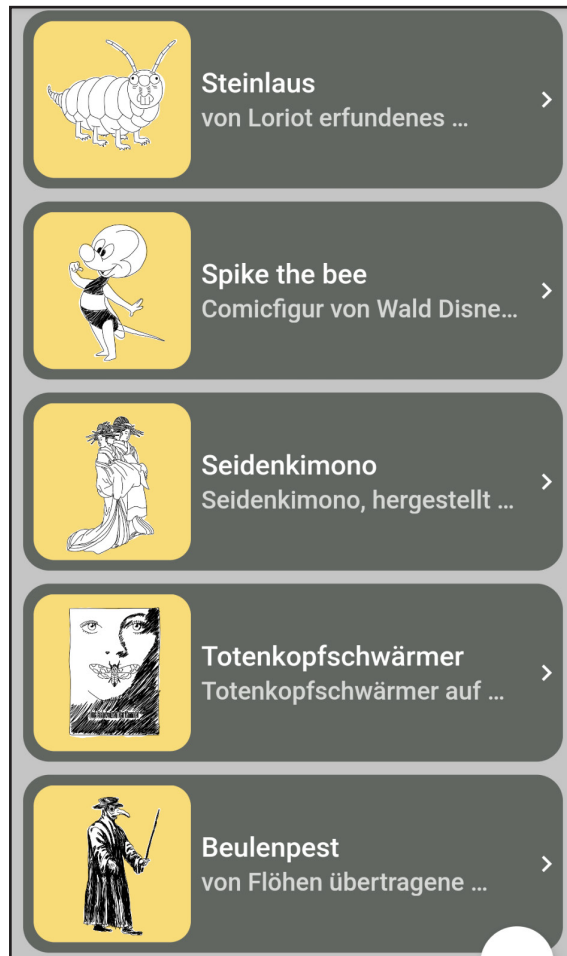 Steinlaus
von Loriot erfundenes ...
Spike the bee
Comicfigur von Wald Disne...
Seidenkimono
Seidenkimono, hergestellt ...
Totenkopfschwärmer
Totenkopfschwärmer auf ...
Beulenpest
von Flöhen übertragene ...